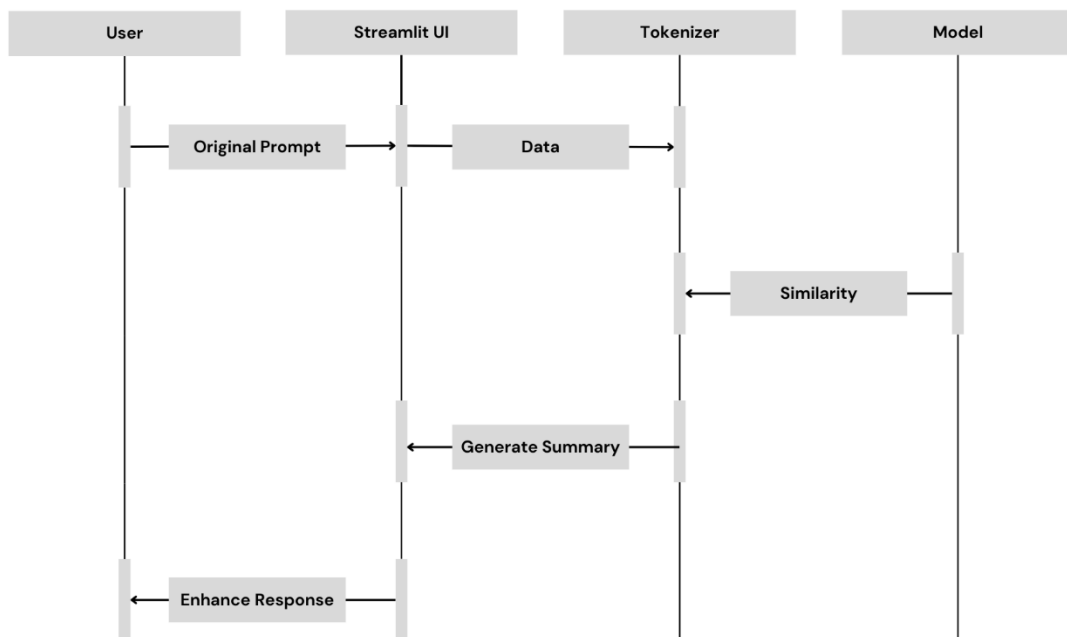 User
Streamlit UI
Tokenizer
Model
Original Prompt
Data
Similarity
Generate Summary
Enhance Response